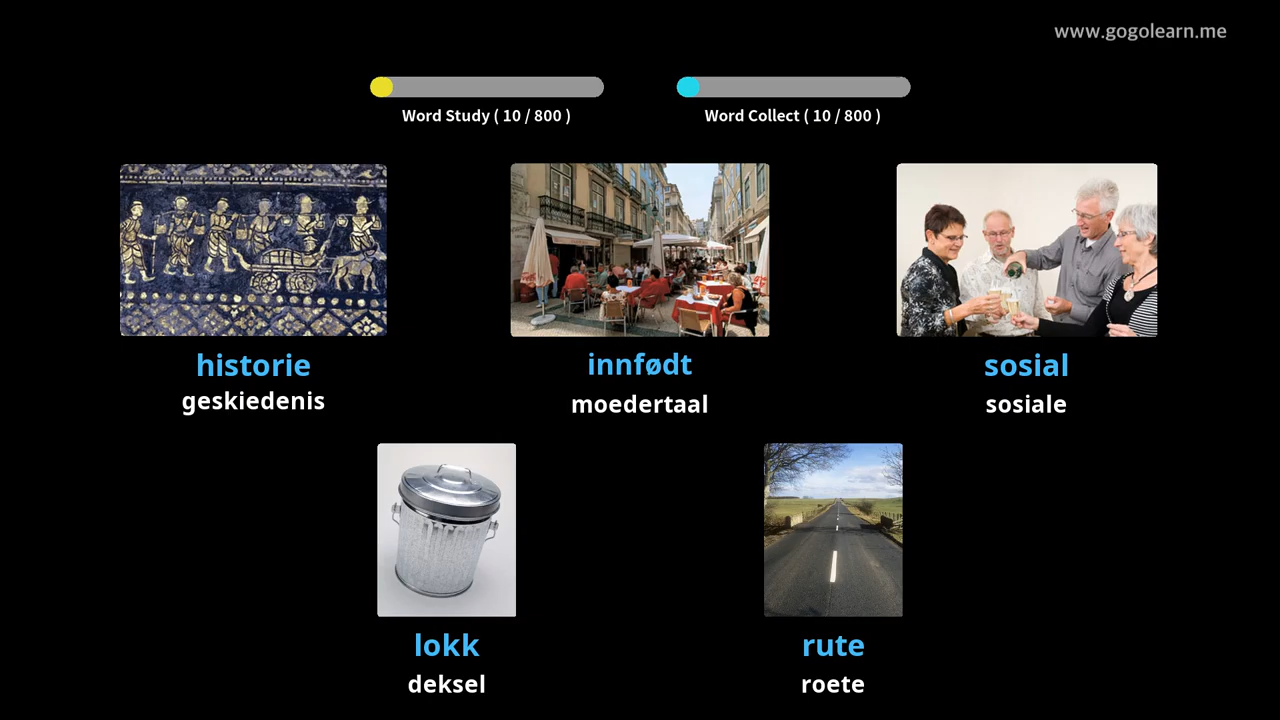 www.gogolearn.me
Word Study ( 10 / 800 )
Word Collect ( 10 / 800 )
historie
geskiedenis
innfødt
moedertaal
sosial
sosiale
lokk
deksel
rute
roete